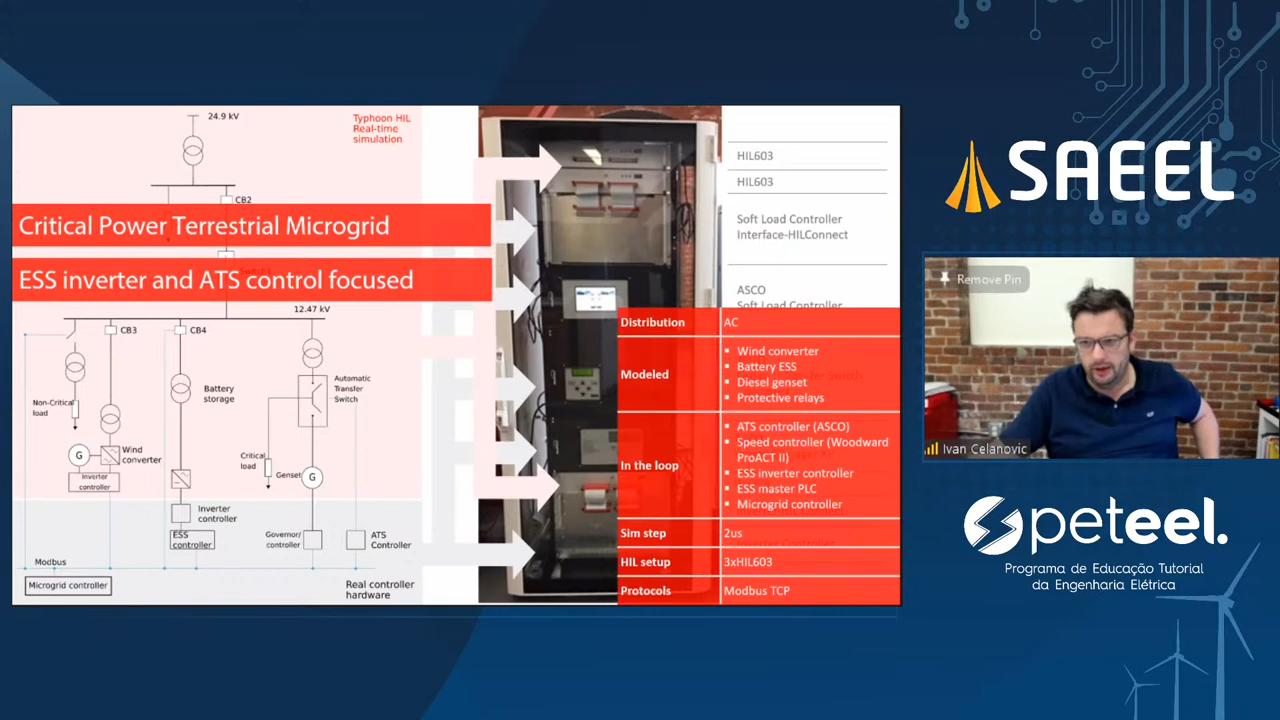 24.9 kV
Typhoon HIL
Real-time
simulation
CB2
Critical Power Terrestrial Microgrid
ESS inverter and ATS control focused
12.47 kV
CB3
CB4
Non-Critical
load
Battery
storage
Automatic
Transfer
Switch
G
Wind
converter
Inverter
controller
Critical
load
Genset
G
Inverter
controller
ESS
controller
Governor/
controller
ATS
Controller
Modbus
Microgrid controller
Real controller
hardware
HIL603
HIL603
Soft Load Controller
Interface-HILConnect
ASCO
Soft Load Controller
Distribution AC
Modeled
▪ Wind converter
▪ Battery ESS
▪ Diesel genset
▪ Protective relays
In the loop
▪ ATS controller (ASCO)
▪ Speed controller (Woodward
ProACT II)
▪ ESS inverter controller
▪ ESS master PLC
▪ Microgrid controller
Sim step 2us
Inverter Controller
HIL setup 3xHIL603
Protocols Modbus TCP
SAEEL
Remove Pin
Ivan Celanovic
peteel.
Programa de Educação Tutorial
da Engenharia Elétrica